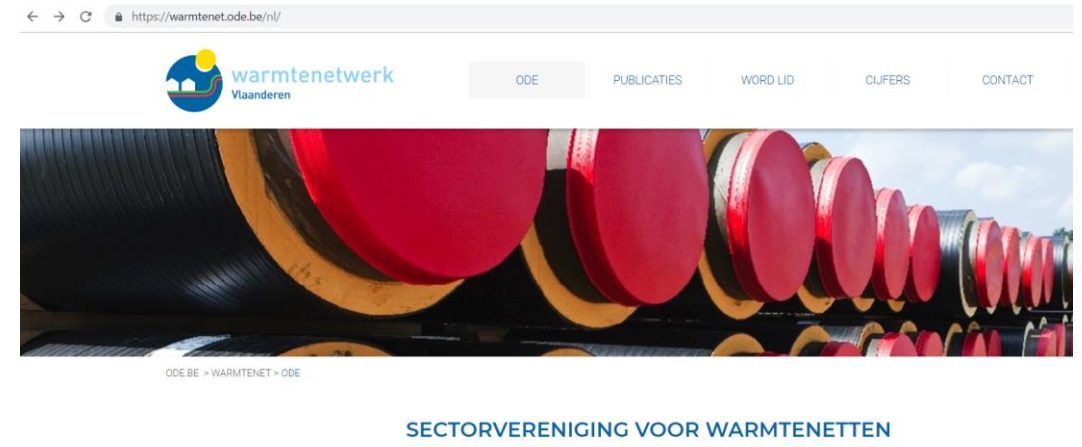 https://warmtenet.ode.be/nl/
warmtenetwerk
Vlaanderen
ODE PUBLICATIES WORD LID CIJFERS CONTACT
ODE.BE > WARMTENET > ODE
SECTORVERENIGING VOOR WARMTENETTEN